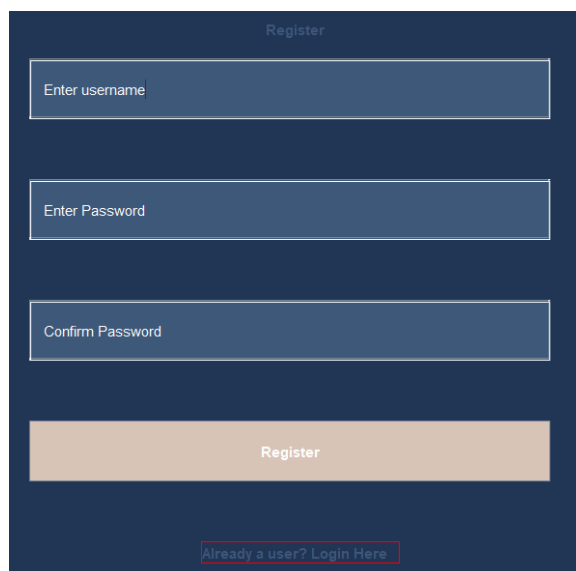 Register
Enter username
Enter Password
Confirm Password
Register
Already a user? Login Here